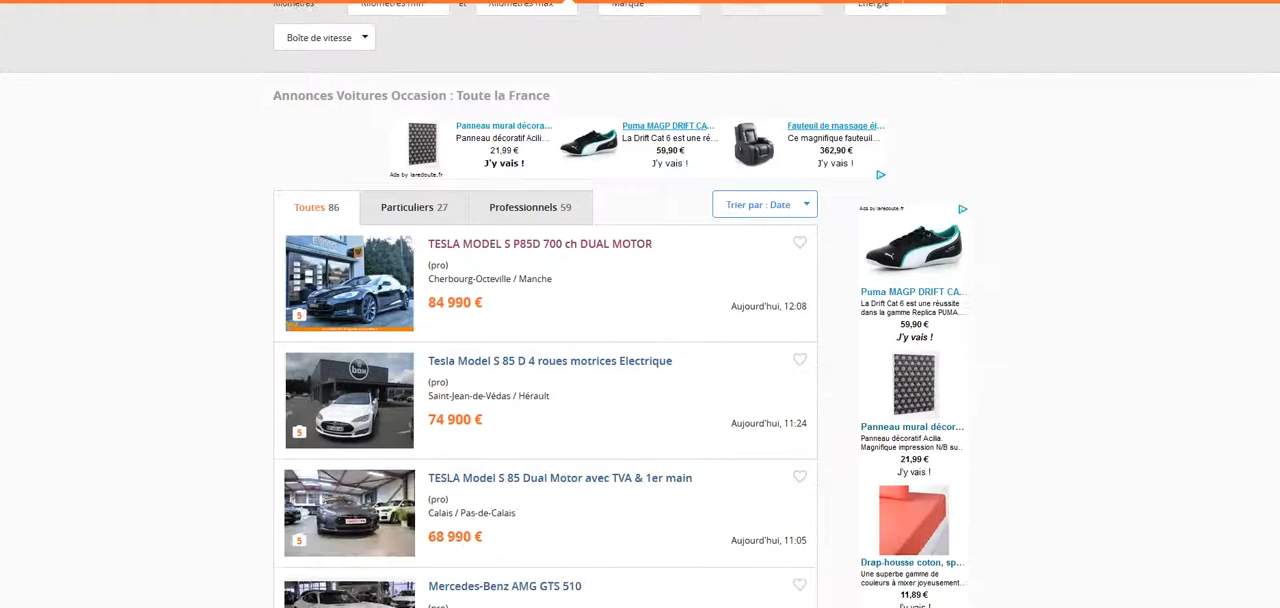 Kilomètres Kilomètres min et Kilomètres max Marque Énergie
Boîte de vitesse
Annonces Voitures Occasion : Toute la France
Panneau mural décora...
Panneau décoratif Acili...
21,99 €
J'y vais !
Puma MAGP DRIFT CA...
La Drift Cat 6 est une ré...
59,90 €
J'y vais !
Fauteuil de massage él...
Ce magnifique fauteuil...
362,90 €
J'y vais !
Ads by laredoute.fr
Toutes 86
Particuliers 27
Professionnels 59
Trier par : Date
TESLA MODEL S P85D 700 ch DUAL MOTOR
(pro)
Cherbourg-Octeville / Manche
84 990 €
Aujourd'hui, 12:08
5
Tesla Model S 85 D 4 roues motrices Electrique
(pro)
Saint-Jean-de-Védas / Hérault
74 900 €
Aujourd'hui, 11:24
box
5
TESLA Model S 85 Dual Motor avec TVA & 1er main
(pro)
Calais / Pas-de-Calais
68 990 €
Aujourd'hui, 11:05
5
Mercedes-Benz AMG GTS 510
(pro)
Ads by laredoute.fr
Puma MAGP DRIFT CA...
La Drift Cat 6 est une réussite
dans la gamme Replica PUMA....
59,90 €
J'y vais !
Panneau mural décor...
Panneau décoratif Acilia.
Magnifique impression N/B su...
21,99 €
J'y vais !
Drap-housse coton, sp...
Une superbe gamme de
couleurs à mixer joyeusement...
11,89 €
J'y vais !